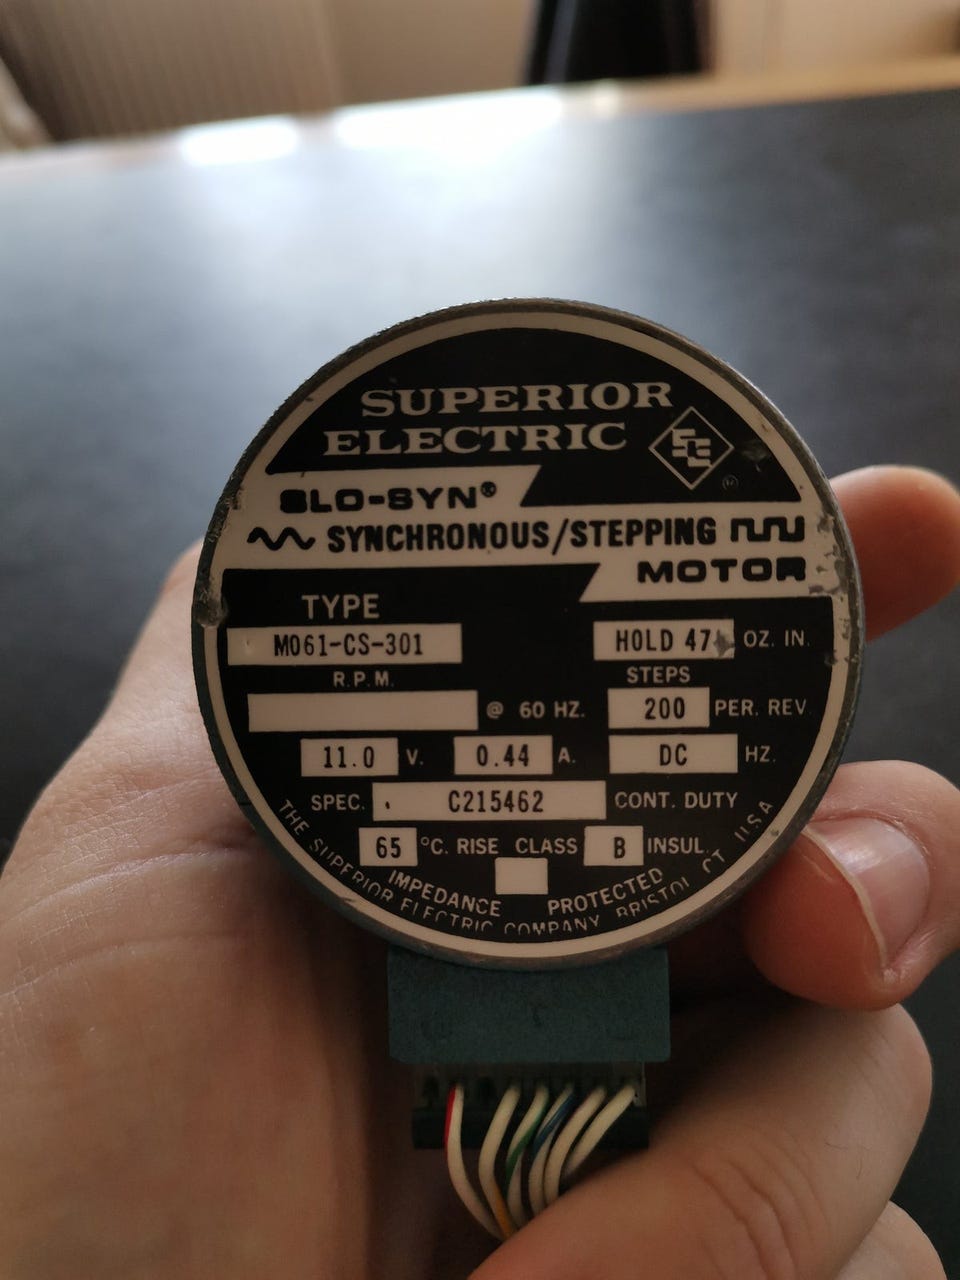 SUPERIOR
ELECTRIC
SE
®
SLO-SYN®
SYNCHRONOUS/STEPPING
MOTOR
TYPE
M061-CS-301
HOLD 47 OZ. IN.
R.P.M.
STEPS
@ 60 HZ.
200 PER. REV.
11.0 V. 0.44 A.
DC HZ.
SPEC. C215462 CONT. DUTY
65 °C. RISE CLASS B INSUL.
IMPEDANCE PROTECTED
THE SUPERIOR ELECTRIC COMPANY BRISTOL CT USA